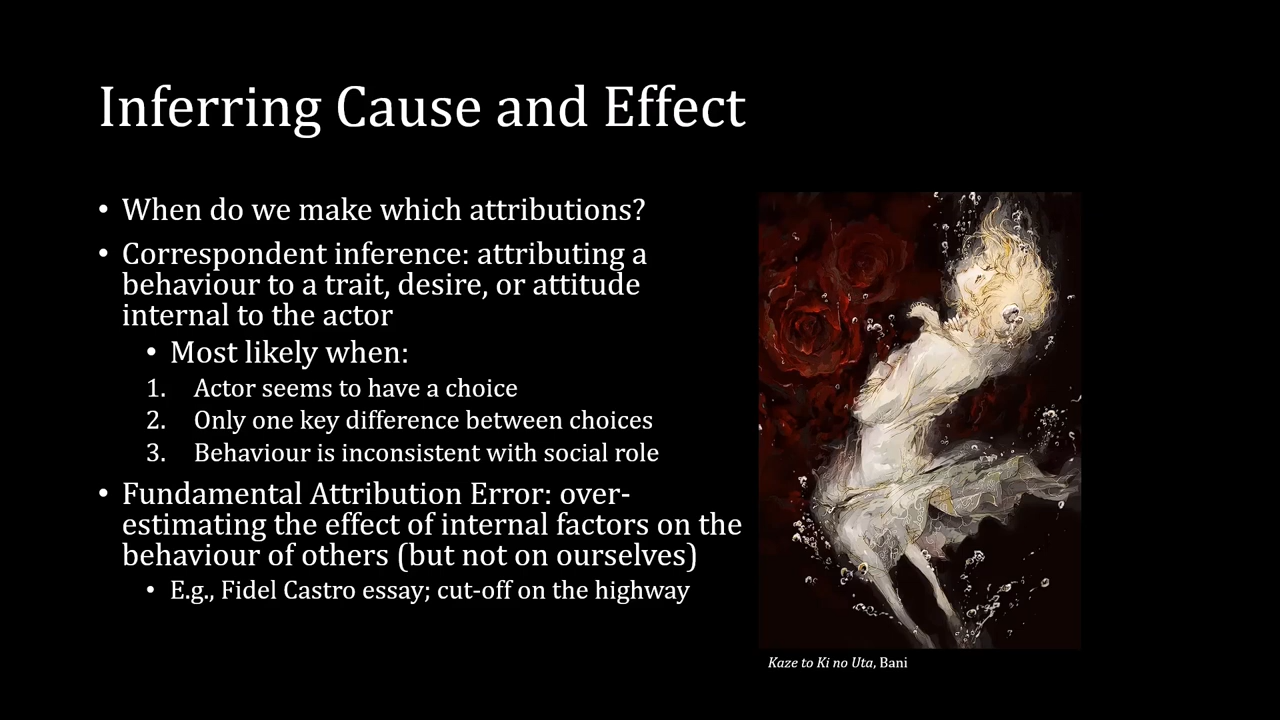 Inferring Cause and Effect
• When do we make which attributions?
• Correspondent inference: attributing a
behaviour to a trait, desire, or attitude
internal to the actor
• Most likely when:
1. Actor seems to have a choice
2. Only one key difference between choices
3. Behaviour is inconsistent with social role
• Fundamental Attribution Error: over-
estimating the effect of internal factors on the
behaviour of others (but not on ourselves)
• E.g., Fidel Castro essay; cut-off on the highway
Kaze to Ki no Uta, Bani